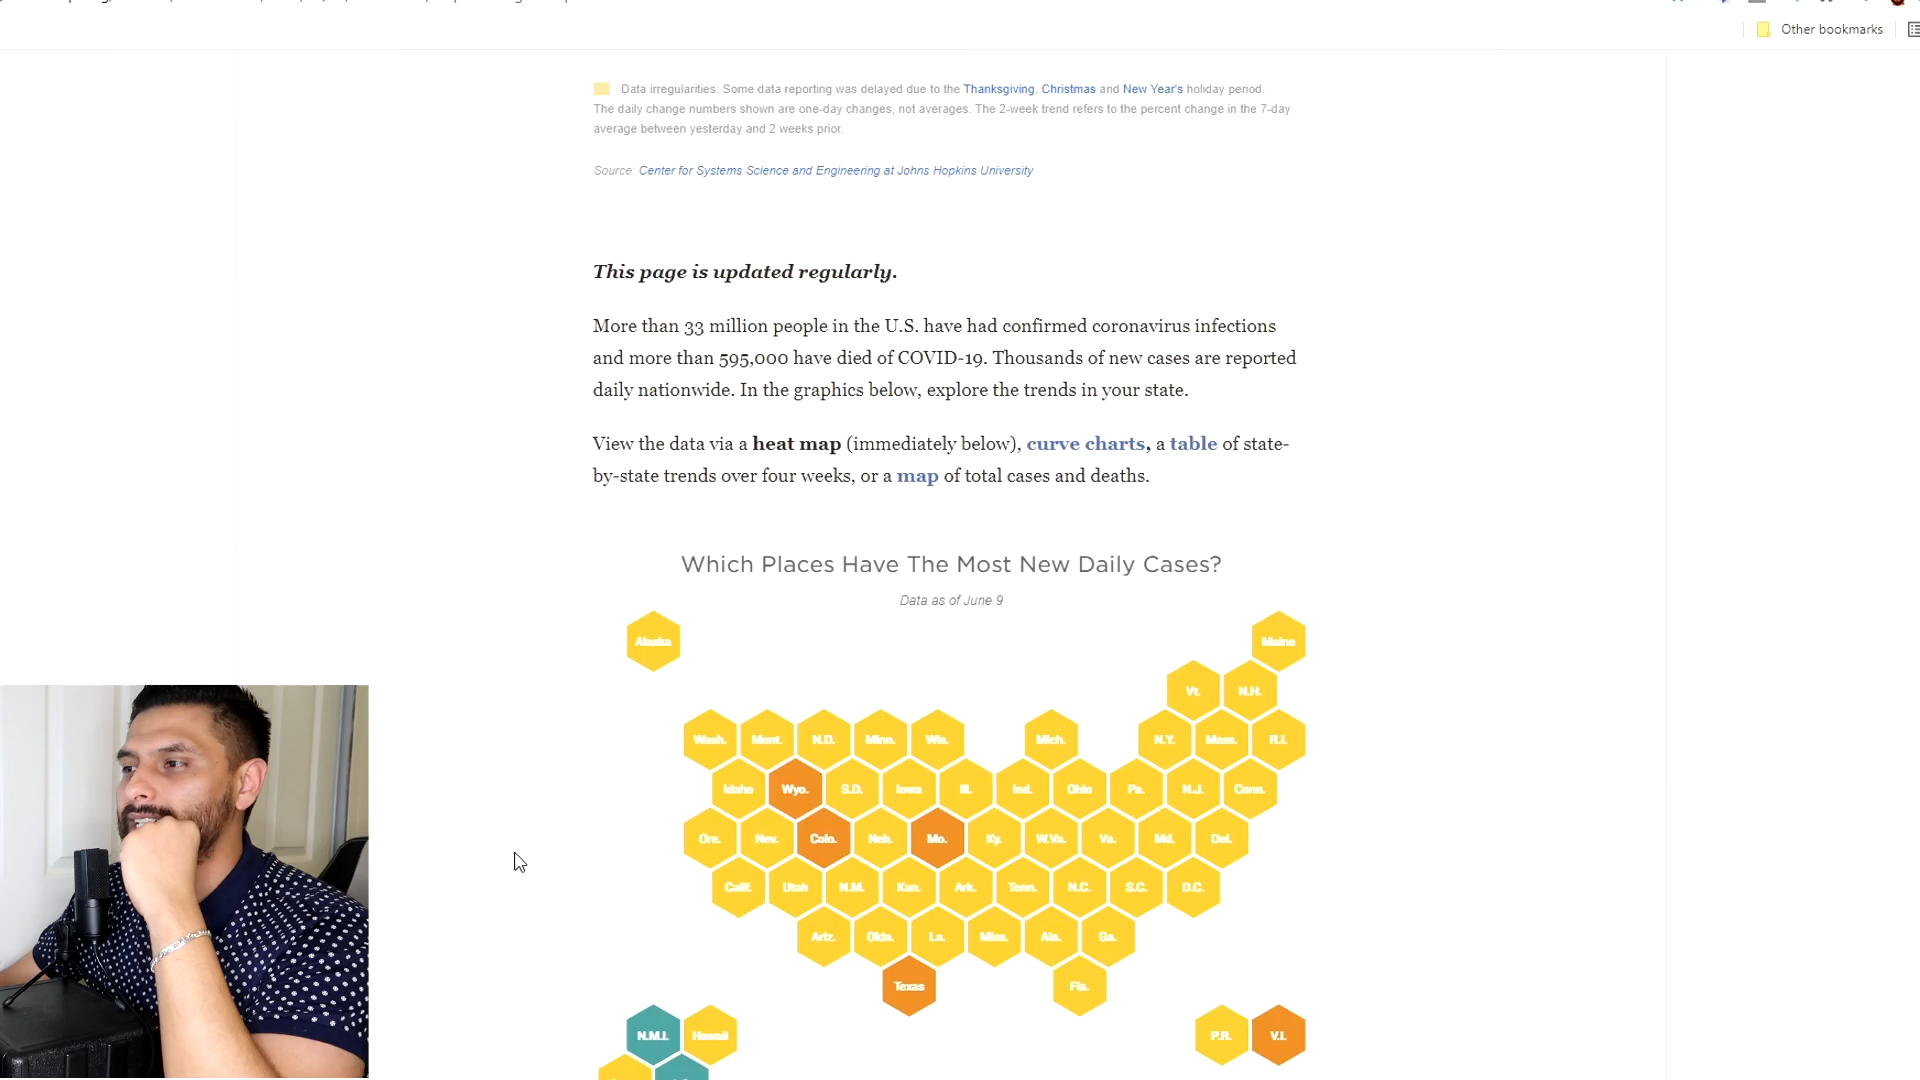 Other bookmarks
Data irregularities. Some data reporting was delayed due to the Thanksgiving, Christmas and New Year's holiday period.
The daily change numbers shown are one-day changes, not averages. The 2-week trend refers to the percent change in the 7-day
average between yesterday and 2 weeks prior.
Source: Center for Systems Science and Engineering at Johns Hopkins University
This page is updated regularly.
More than 33 million people in the U.S. have had confirmed coronavirus infections
and more than 595,000 have died of COVID-19. Thousands of new cases are reported
daily nationwide. In the graphics below, explore the trends in your state.
View the data via a heat map (immediately below), curve charts, a table of state-
by-state trends over four weeks, or a map of total cases and deaths.
Which Places Have The Most New Daily Cases?
Data as of June 9
Alaska Maine
Vt. N.H.
Wash. Mont. N.D. Minn. Wis. Mich. N.Y. Mass. R.I.
Idaho Wyo. S.D. Iowa Ill. Ind. Ohio Pa. N.J. Conn.
Ore. Nev. Colo. Neb. Mo. Ky. W.Va. Va. Md. Del.
Calif. Utah N.M. Kan. Ark. Tenn. N.C. S.C. D.C.
Ariz. Okla. La. Miss. Ala. Ga.
Texas Fla.
N.M.I. Hawaii P.R. V.I.